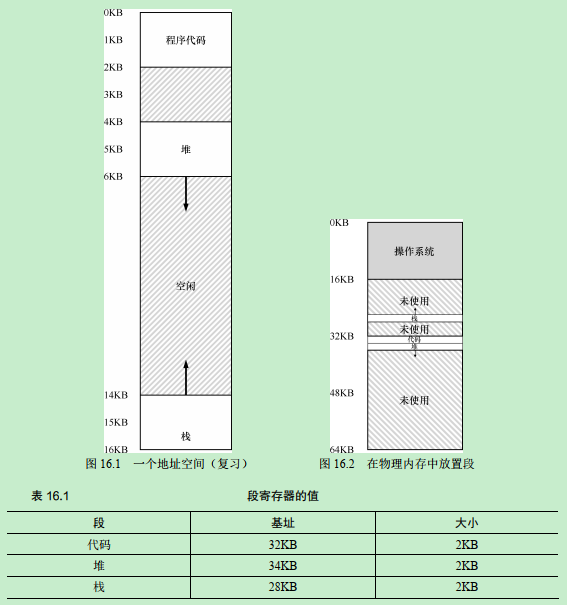 0KB
1KB
程序代码
2KB
3KB
4KB
5KB
堆
6KB
空闲
14KB
15KB
栈
16KB
图 16.1 一个地址空间（复习）
0KB
操作系统
16KB
未使用
栈
未使用
32KB
代码
堆
48KB
未使用
64KB
图 16.2 在物理内存中放置段
表 16.1 段寄存器的值
段 基址 大小
代码 32KB 2KB
堆 34KB 2KB
栈 28KB 2KB